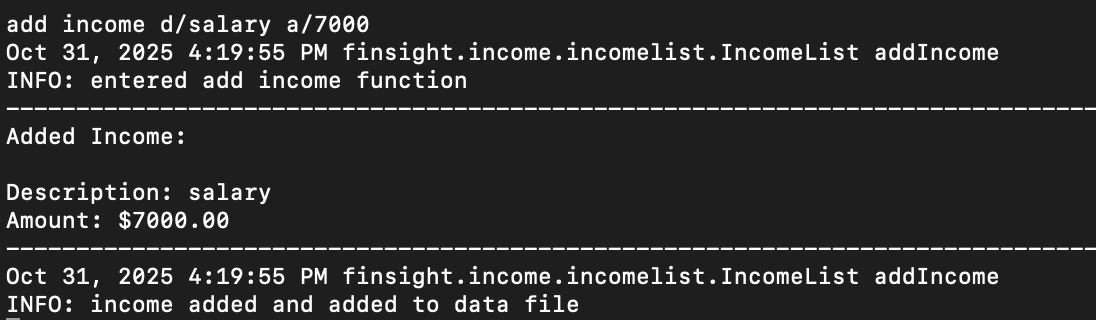 add income d/salary a/7000
Oct 31, 2025 4:19:55 PM finsight.income.incomelist.IncomeList addIncome
INFO: entered add income function
------------------------------------------------------------------------------
Added Income:
Description: salary
Amount: $7000.00
------------------------------------------------------------------------------
Oct 31, 2025 4:19:55 PM finsight.income.incomelist.IncomeList addIncome
INFO: income added and added to data file